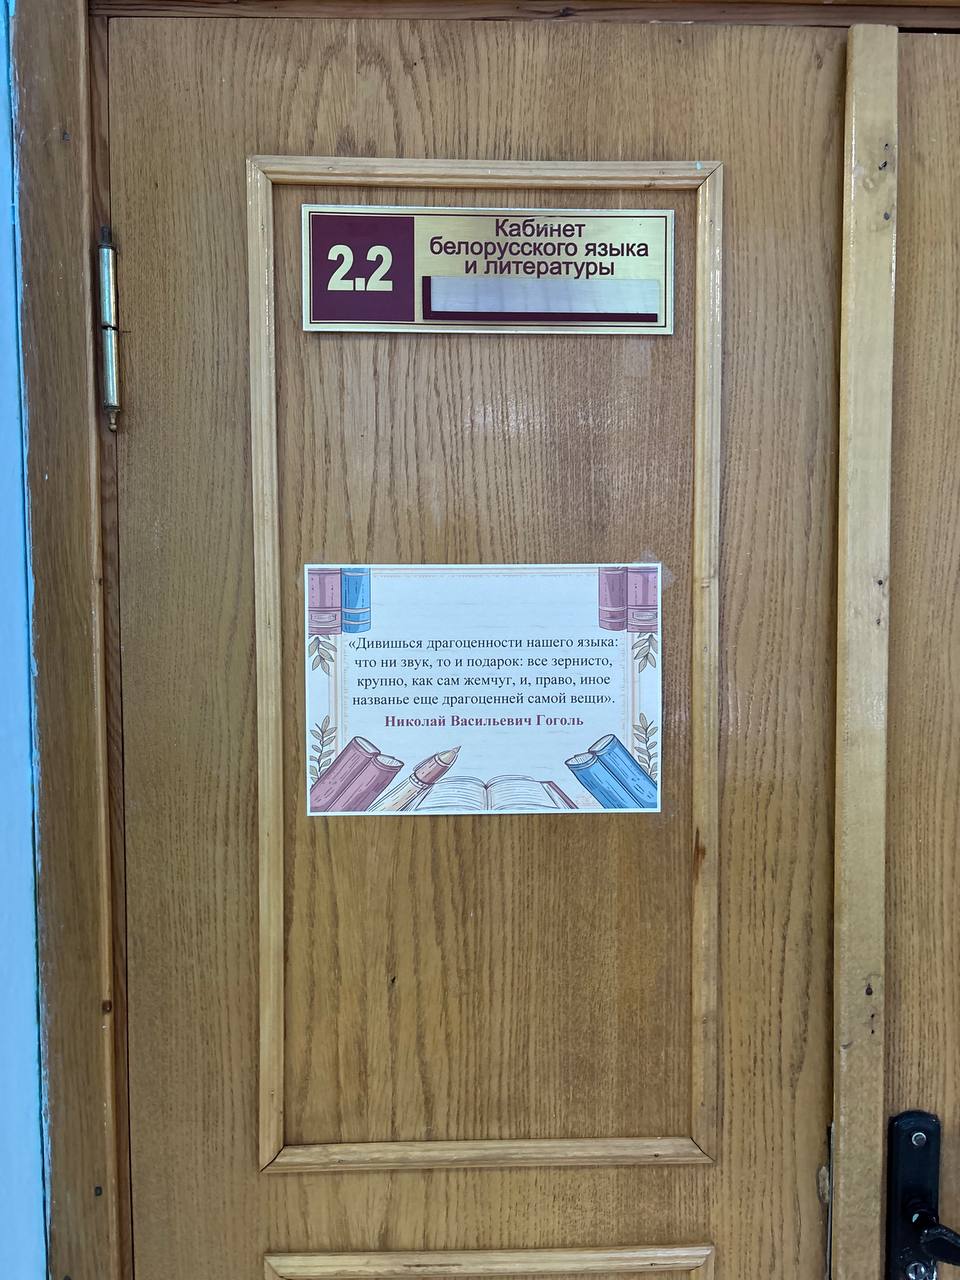 2.2
Кабинет
белорусского языка
и литературы
«Дивишься драгоценности нашего языка:
что ни звук, то и подарок: все зернисто,
крупно, как сам жемчуг, и, право, иное
названье еще драгоценней самой вещи».
Николай Васильевич Гоголь